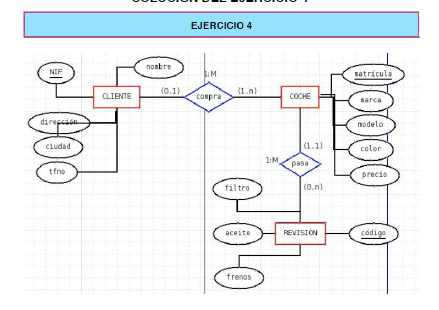 EJERCICIO 4
NIF
nombre
1:M
matrícula
CLIENTE
(0.1)
compra
(1.n)
COCHE
marca
dirección
modelo
ciudad
color
(1.1)
tfno
1:M
pasa
precio
filtro
(0.n)
aceite
REVISION
código
frenos